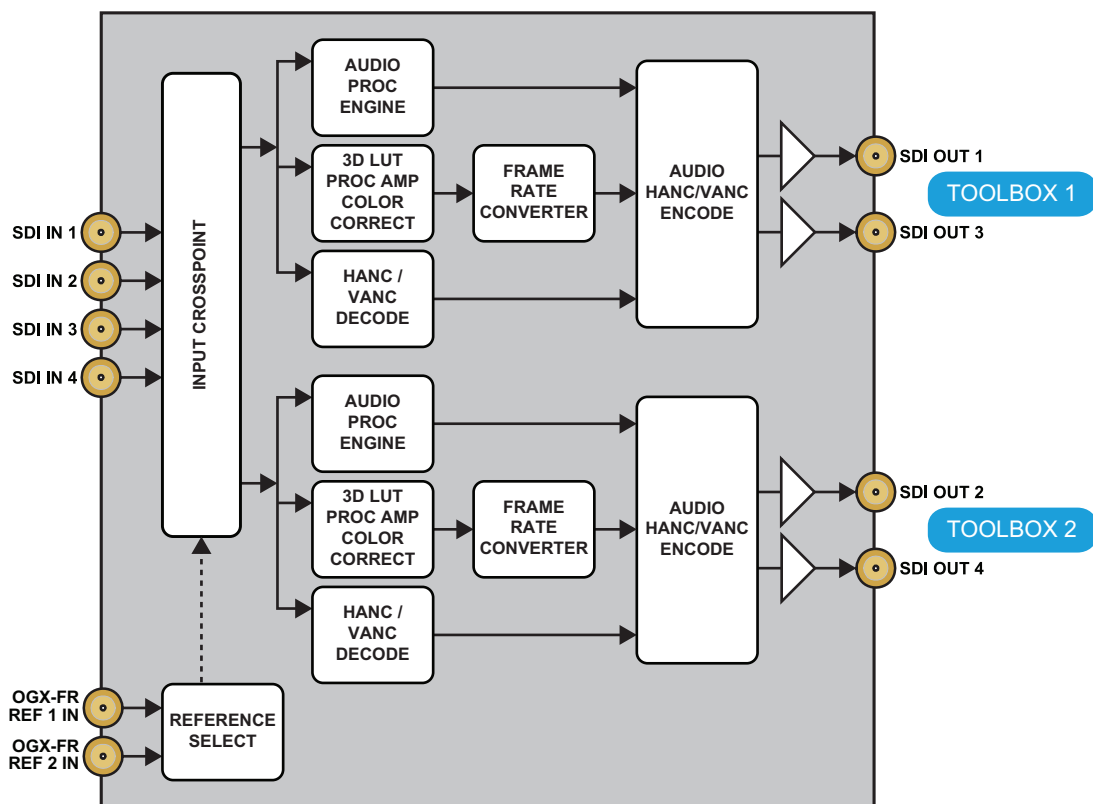 SDI IN 1
SDI IN 2
SDI IN 3
SDI IN 4
OGX-FR
REF 1 IN
OGX-FR
REF 2 IN
INPUT CROSSPOINT
REFERENCE
SELECT
AUDIO
PROC
ENGINE
3D LUT
PROC AMP
COLOR
CORRECT
HANC /
VANC
DECODE
FRAME
RATE
CONVERTER
AUDIO
HANC/VANC
ENCODE
SDI OUT 1
TOOLBOX 1
SDI OUT 3
AUDIO
PROC
ENGINE
3D LUT
PROC AMP
COLOR
CORRECT
HANC /
VANC
DECODE
FRAME
RATE
CONVERTER
AUDIO
HANC/VANC
ENCODE
SDI OUT 2
TOOLBOX 2
SDI OUT 4